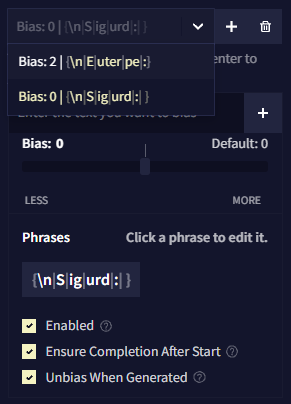 Bias: 0 | {\n|S|ig|urd|:| }
Bias: 2 | {\n|E|uter|pe|:}
enter to
Bias: 0 | {\n|S|ig|urd|:| }
Enter the text you want to bias
Bias: 0 Default: 0
LESS MORE
Phrases Click a phrase to edit it.
{\n|S|ig|urd|:| }
Enabled
Ensure Completion After Start
Unbias When Generated